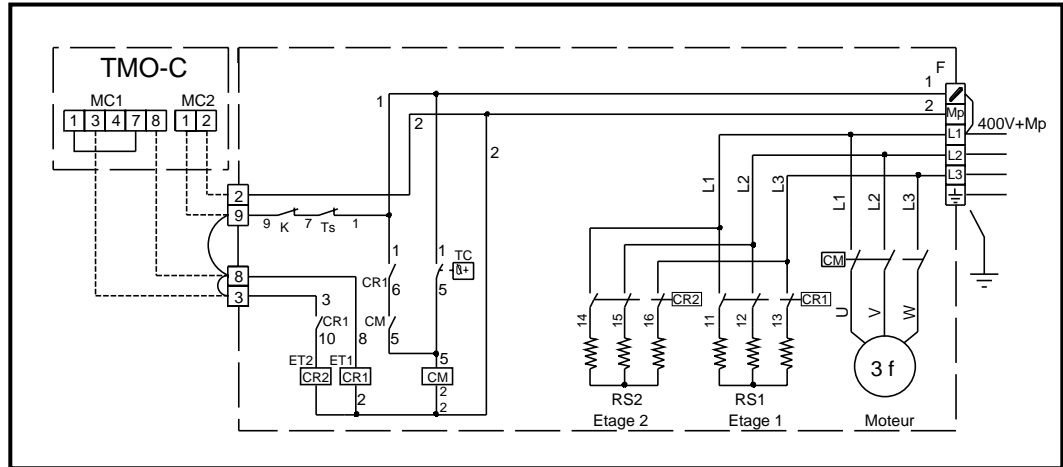 TMO-C
MC1 MC2
1 3 4 7 8 1 2
F
1
Mp
2
400V+Mp
L1
L2
L3
1
2
2
L1 L2 L3
L1 L2 L3
2
9
9 K 7 Ts 1
8
3
1 1 TC
CR1 6 5
CM
CR2 CR1
3
CR1 CM
10 8 5
14 15 16 11 12 13
U V W
ET2 ET1 5
CR2 CR1 CM
2 2
2
3 f
RS2 RS1
Etage 2 Etage 1 Moteur